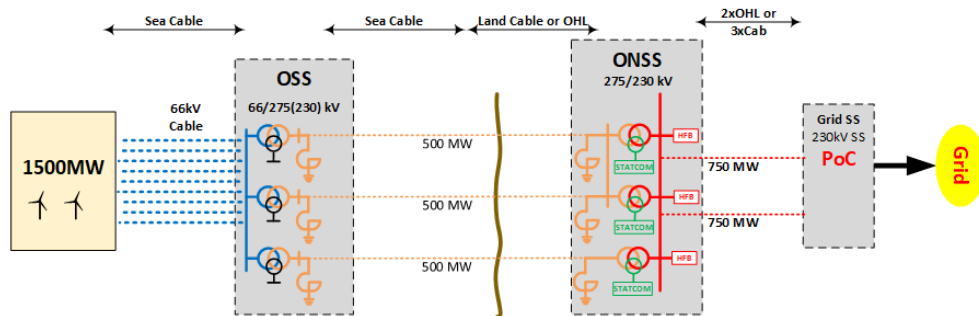 Sea Cable
Sea Cable
Land Cable or OHL
2xOHL or
3xCab
OSS
66/275(230) kV
ONSS
275/230 kV
66kV
Cable
1500MW
500 MW
500 MW
500 MW
STATCOM
STATCOM
STATCOM
HFB
HFB
HFB
750 MW
750 MW
Grid SS
230kV SS
PoC
Grid